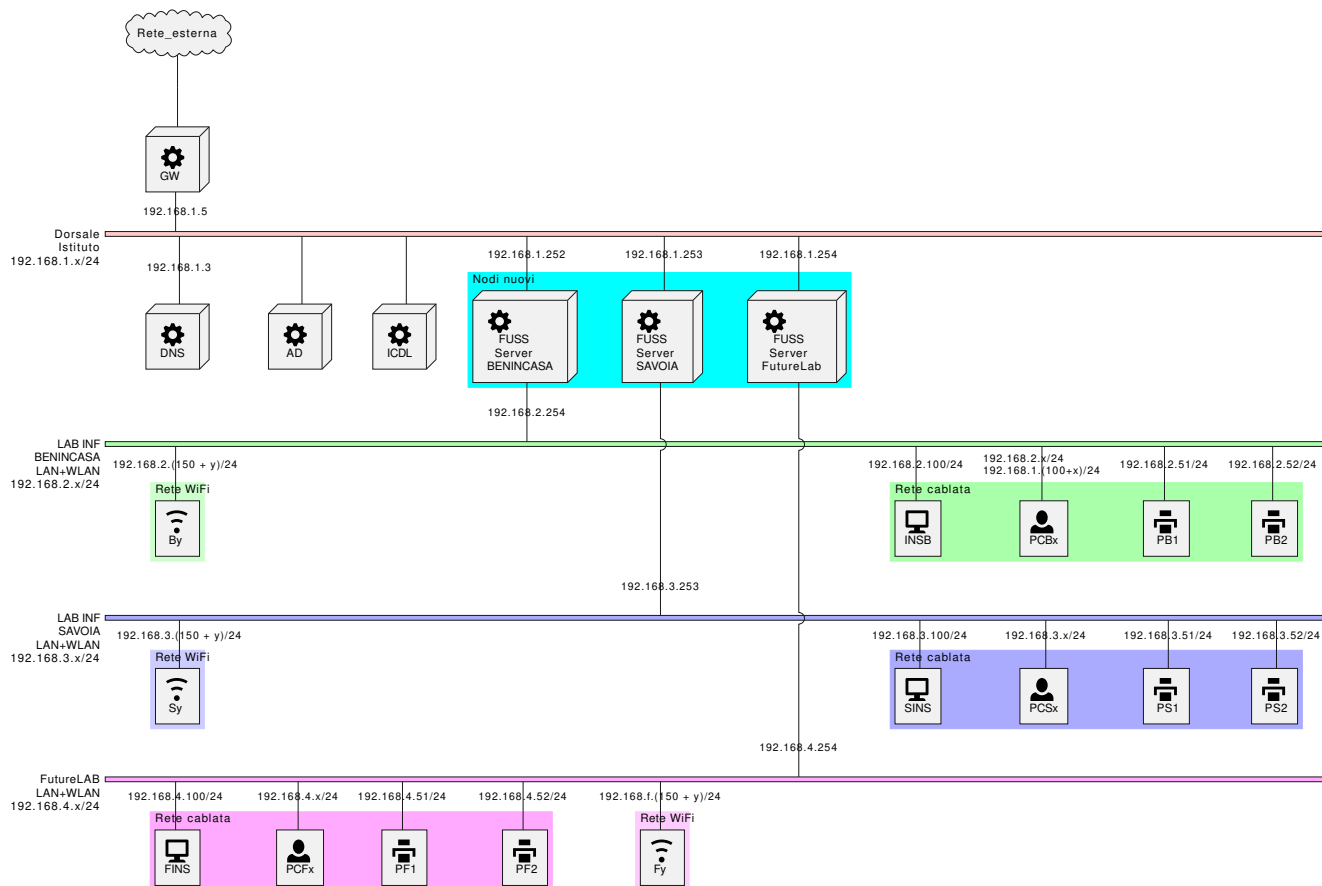 Rete_esterna
GW
192.168.1.5
Dorsale
Istituto
192.168.1.x/24
192.168.1.3
192.168.1.252
192.168.1.253
192.168.1.254
Nodi nuovi
DNS
AD
ICDL
FUSS
Server
BENINCASA
FUSS
Server
SAVOIA
FUSS
Server
FutureLab
192.168.2.254
LAB INF
BENINCASA
LAN+WLAN
192.168.2.x/24
192.168.2.(150 + y)/24
192.168.2.100/24
192.168.2.x/24
192.168.1.(100+x)/24
192.168.2.51/24
192.168.2.52/24
Rete WiFi
Rete cablata
By
INSB
PCBx
PB1
PB2
192.168.3.253
LAB INF
SAVOIA
LAN+WLAN
192.168.3.x/24
192.168.3.(150 + y)/24
192.168.3.100/24
192.168.3.x/24
192.168.3.51/24
192.168.3.52/24
Rete WiFi
Rete cablata
Sy
SINS
PCSx
PS1
PS2
192.168.4.254
FutureLAB
LAN+WLAN
192.168.4.x/24
192.168.4.100/24
192.168.4.x/24
192.168.4.51/24
192.168.4.52/24
192.168.f.(150 + y)/24
Rete cablata
Rete WiFi
FINS
PCFx
PF1
PF2
Fy